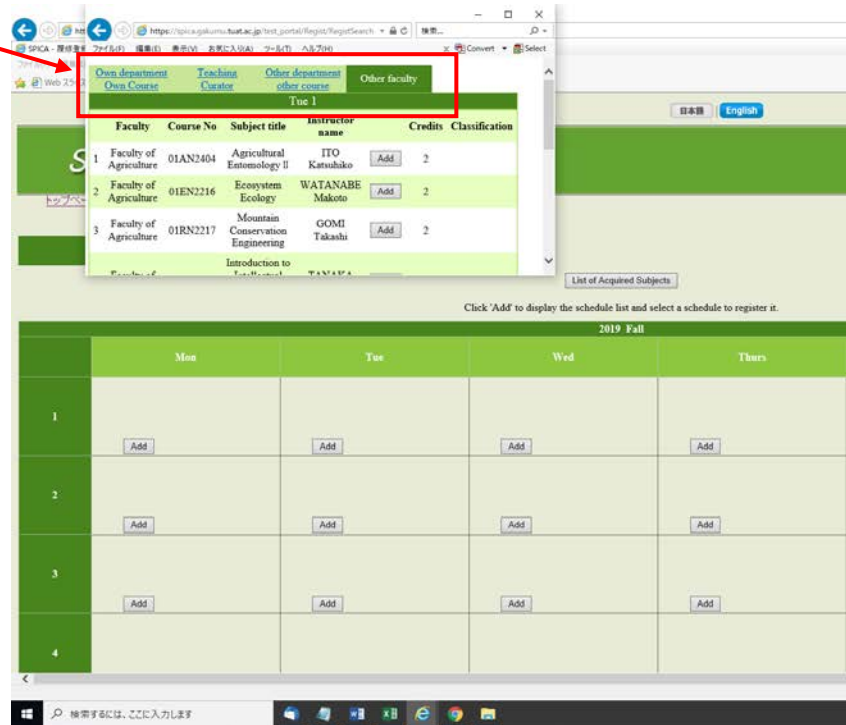 https://spica.gakumu.tuat.ac.jp/test_portal/Regist/RegistSearch
検索...
SPICA - 履修登
ファイル(F) 編集(E) 表示(V) お気に入り(A) ツール(T) ヘルプ(H)
Convert
Select
Web スライ
Own department Own Course
Teaching Curator
Other department other course
Other faculty
Tue 1
Faculty Course No Subject title Instructor name Credits Classification
1 Faculty of Agriculture 01AN2404 Agricultural Entomology II ITO Katsuhiko Add 2
2 Faculty of Agriculture 01EN2216 Ecosystem Ecology WATANABE Makoto Add 2
3 Faculty of Agriculture 01RN2217 Mountain Conservation Engineering GOMI Takashi Add 2
Introduction to
Faculty of Intellectual TANAKA
日本語 English
S
トップペー
List of Acquired Subjects
Click 'Add' to display the schedule list and select a schedule to register it.
2019 Fall
Mon Tue Wed Thurs
1
Add Add Add Add
2
Add Add Add Add
3
Add Add Add Add
4
検索するには、ここに入力します